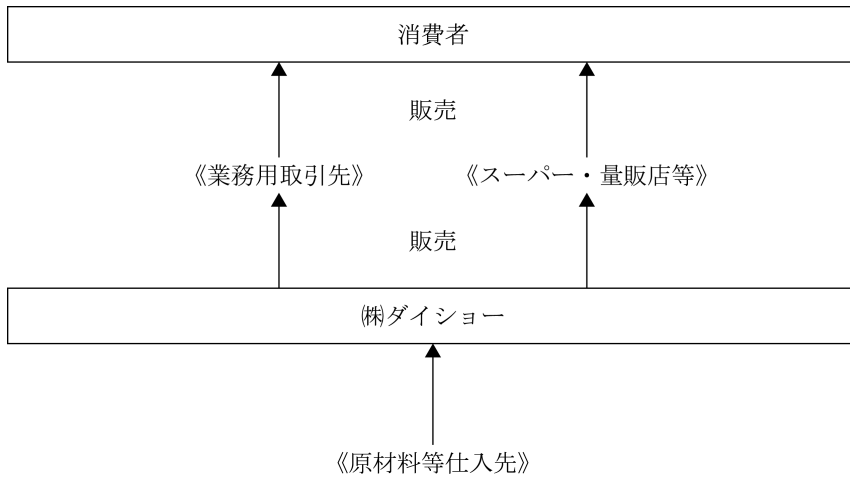 消費者
販売
《業務用取引先》
《スーパー・量販店等》
販売
㈱ダイショー
《原材料等仕入先》